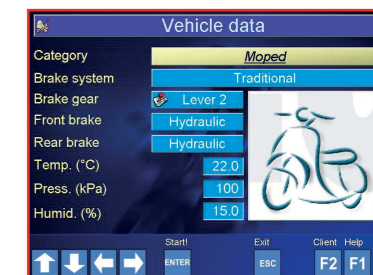 Vehicle data
Category Moped
Brake system Traditional
Brake gear Lever 2
Front brake Hydraulic
Rear brake Hydraulic
Temp. (°C) 22.0
Press. (kPa) 100
Humid. (%) 15.0
Start! Exit Client Help
ENTER ESC F2 F1